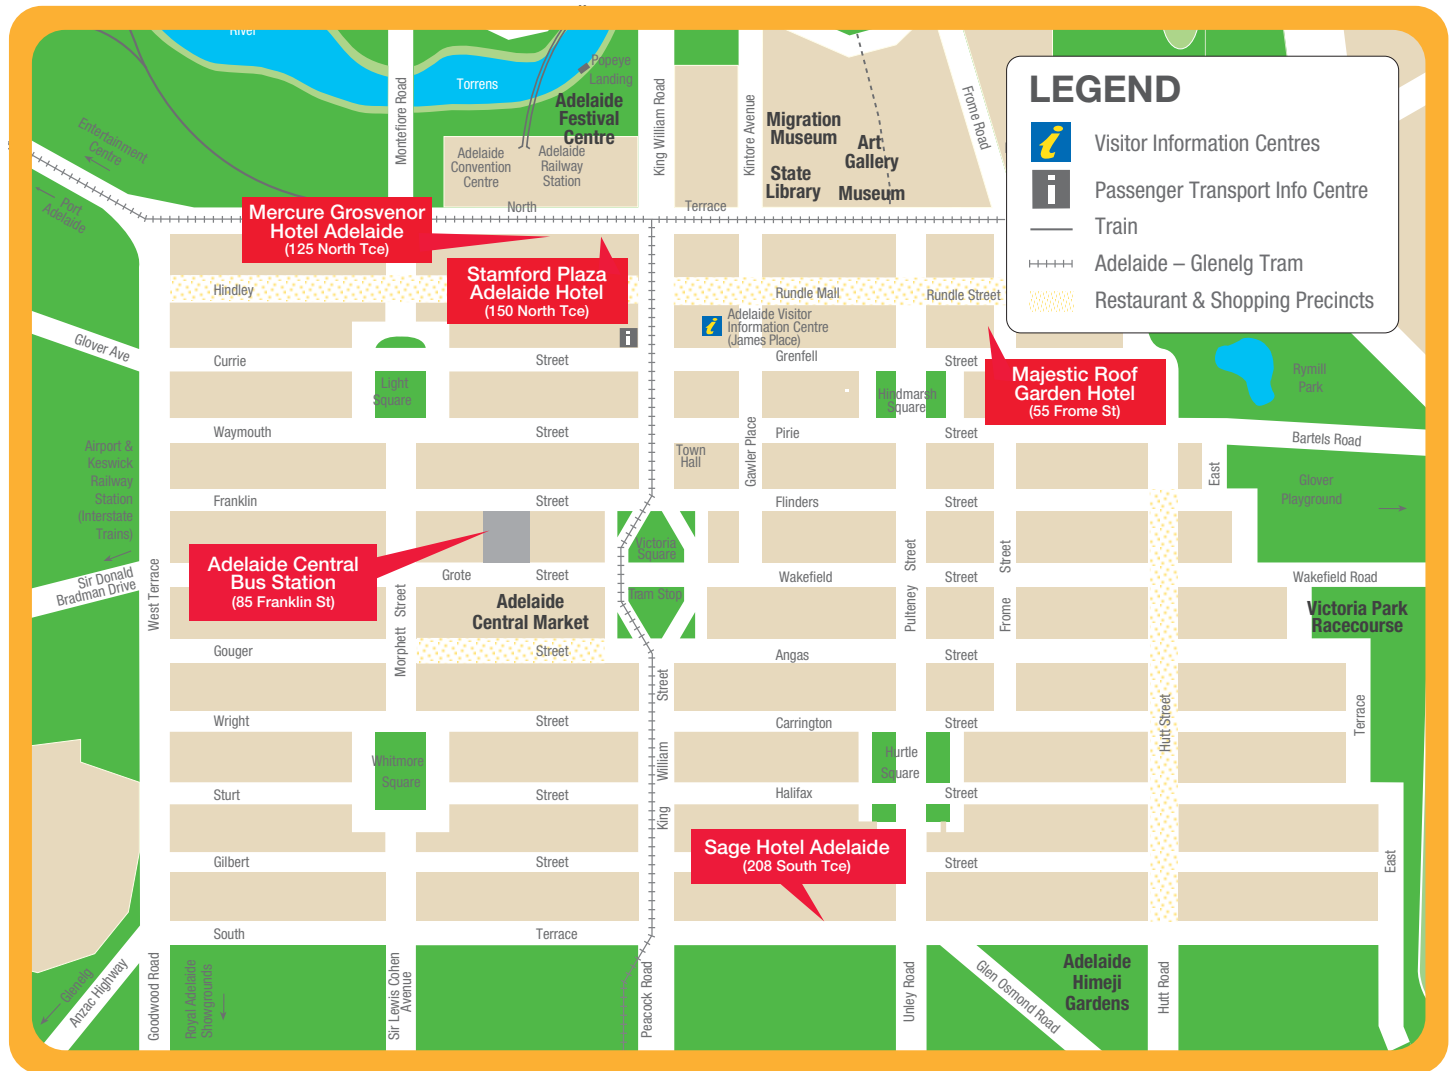 River
Torrens
Popeye
Landing
Adelaide
Festival
Centre
Montefiore Road
King William Road
Kintore Avenue
Frome Road
Migration
Museum
Art
Gallery
State
Library
Museum
Adelaide
Convention
Centre
Adelaide
Railway
Station
Entertainment
Centre
Port
Adelaide
North
Terrace
LEGEND
Visitor Information Centres
Passenger Transport Info Centre
Train
Adelaide – Glenelg Tram
Restaurant & Shopping Precincts
Mercure Grosvenor
Hotel Adelaide
(125 North Tce)
Stamford Plaza
Adelaide Hotel
(150 North Tce)
Hindley
Rundle Mall
Rundle Street
Adelaide Visitor
Information Centre
(James Place)
Glover Ave
Currie
Street
Grenfell
Street
Light
Square
Hindmarsh
Square
Majestic Roof
Garden Hotel
(55 Frome St)
Rymill
Park
Waymouth
Street
Pirie
Street
Bartels Road
Airport &
Keswick
Railway
Station
(Interstate
Trains)
Town
Hall
Gawler Place
East
Glover
Playground
Franklin
Street
Flinders
Street
Adelaide Central
Bus Station
(85 Franklin St)
Victoria
Square
Sir Donald
Bradman Drive
West Terrace
Grote
Street
Wakefield
Street
Wakefield Road
Pulteney Street
Frome Street
Morphett Street
Adelaide
Central Market
Tram Stop
Victoria Park
Racecourse
Gouger
Street
Angas
Street
King William Street
Wright
Street
Carrington
Street
Hutt Street
Terrace
Whitmore
Square
Hurtle
Square
Sturt
Street
Halifax
Street
Sage Hotel Adelaide
(208 South Tce)
Gilbert
Street
Street
East
South
Terrace
Glenelg
Anzac Highway
Goodwood Road
Royal Adelaide
Showgrounds
Sir Lewis Cohen
Avenue
Peacock Road
Unley Road
Glen Osmond Road
Adelaide
Himeji
Gardens
Hutt Road